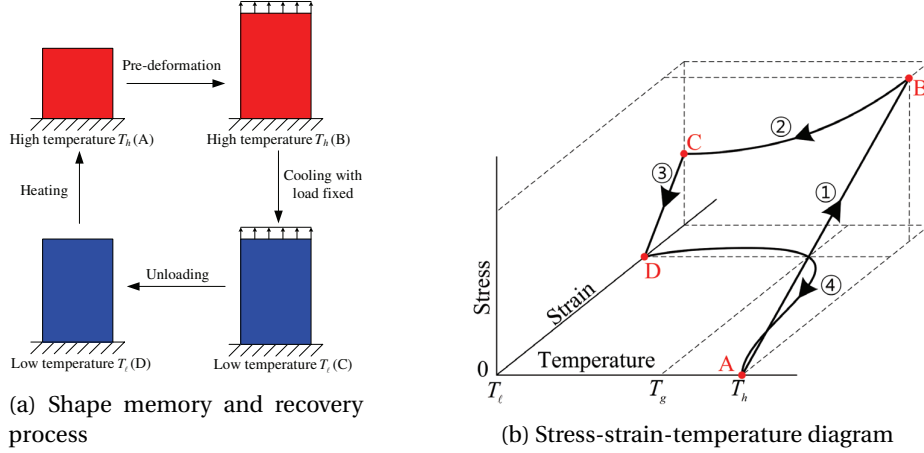 Pre-deformation
High temperature T_h (A)
High temperature T_h (B)
Heating
Cooling with
load fixed
Unloading
Low temperature T_ℓ (D)
Low temperature T_ℓ (C)
(a) Shape memory and recovery
process
B
②
C
③
①
D
④
Stress
Strain
Temperature
0
A
T_ℓ
T_g
T_h
(b) Stress-strain-temperature diagram